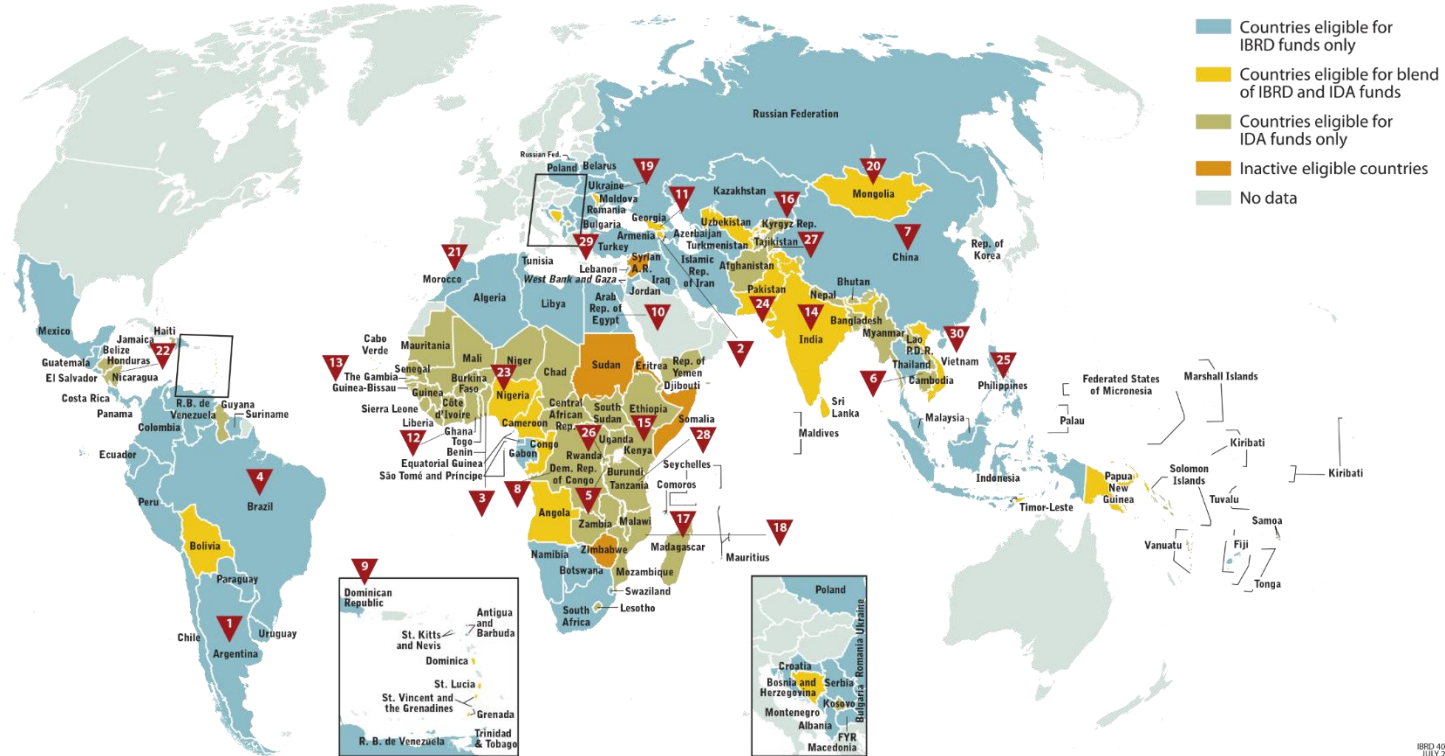 Countries eligible for
IBRD funds only
Countries eligible for blend
of IBRD and IDA funds
Countries eligible for
IDA funds only
Inactive eligible countries
No data
Russian Federation
Russian Fed.
Poland
Belarus
19
Ukraine
Moldova
Romania
Bulgaria
11
Georgia
Armenia
Azerbaijan
29
Turkey
Kazakhstan
16
20
Mongolia
Uzbekistan
Kyrgyz Rep.
Turkmenistan
Tajikistan
27
7
China
Rep. of
Korea
21
Morocco
Tunisia
Lebanon
West Bank and Gaza
Syrian
A.R.
Iraq
Jordan
Islamic
Rep.
of Iran
Afghanistan
Algeria
Libya
Arab
Rep. of
Egypt
10
2
Pakistan
24
Nepal
Bhutan
14
India
Bangladesh
Myanmar
Lao
P.D.R.
30
Vietnam
Thailand
6
Cambodia
25
Philippines
Sri
Lanka
Maldives
Malaysia
Indonesia
Timor-Leste
Papua
New
Guinea
Palau
Federated States
of Micronesia
Marshall Islands
Kiribati
Kiribati
Solomon
Islands
Tuvalu
Samoa
Vanuatu
Fiji
Tonga
Mexico
Jamaica
Haiti
Belize
Honduras
22
Guatemala
El Salvador
Nicaragua
Costa Rica
Panama
R.B. de
Venezuela
Guyana
Suriname
Colombia
Ecuador
Peru
4
Brazil
Bolivia
Paraguay
1
Argentina
Chile
Uruguay
Cabo
Verde
13
Mauritania
Mali
Niger
Chad
Sudan
Eritrea
Rep. of
Yemen
Djibouti
Senegal
The Gambia
Guinea-Bissau
Guinea
Burkina
Faso
23
Nigeria
Sierra Leone
Liberia
Côte
d'Ivoire
12
Ghana
Togo
Benin
Cameroon
Central
African
Rep.
South
Sudan
Ethiopia
15
Somalia
Equatorial Guinea
São Tomé and Príncipe
Gabon
Congo
26
Uganda
Kenya
Rwanda
28
3
8
Dem. Rep.
of Congo
5
Burundi
Tanzania
Seychelles
Comoros
Angola
Zambia
Malawi
17
Madagascar
18
Mauritius
Namibia
Zimbabwe
Botswana
Mozambique
Swaziland
Lesotho
South
Africa
9
Dominican
Republic
Antigua
and
Barbuda
St. Kitts
and Nevis
Dominica
St. Lucia
St. Vincent and
the Grenadines
Grenada
R. B. de Venezuela
Trinidad
& Tobago
Poland
Ukraine
Romania
Bulgaria
Croatia
Bosnia and
Herzegovina
Serbia
Kosovo
Montenegro
Albania
FYR
Macedonia
IBRD 40
JULY 2